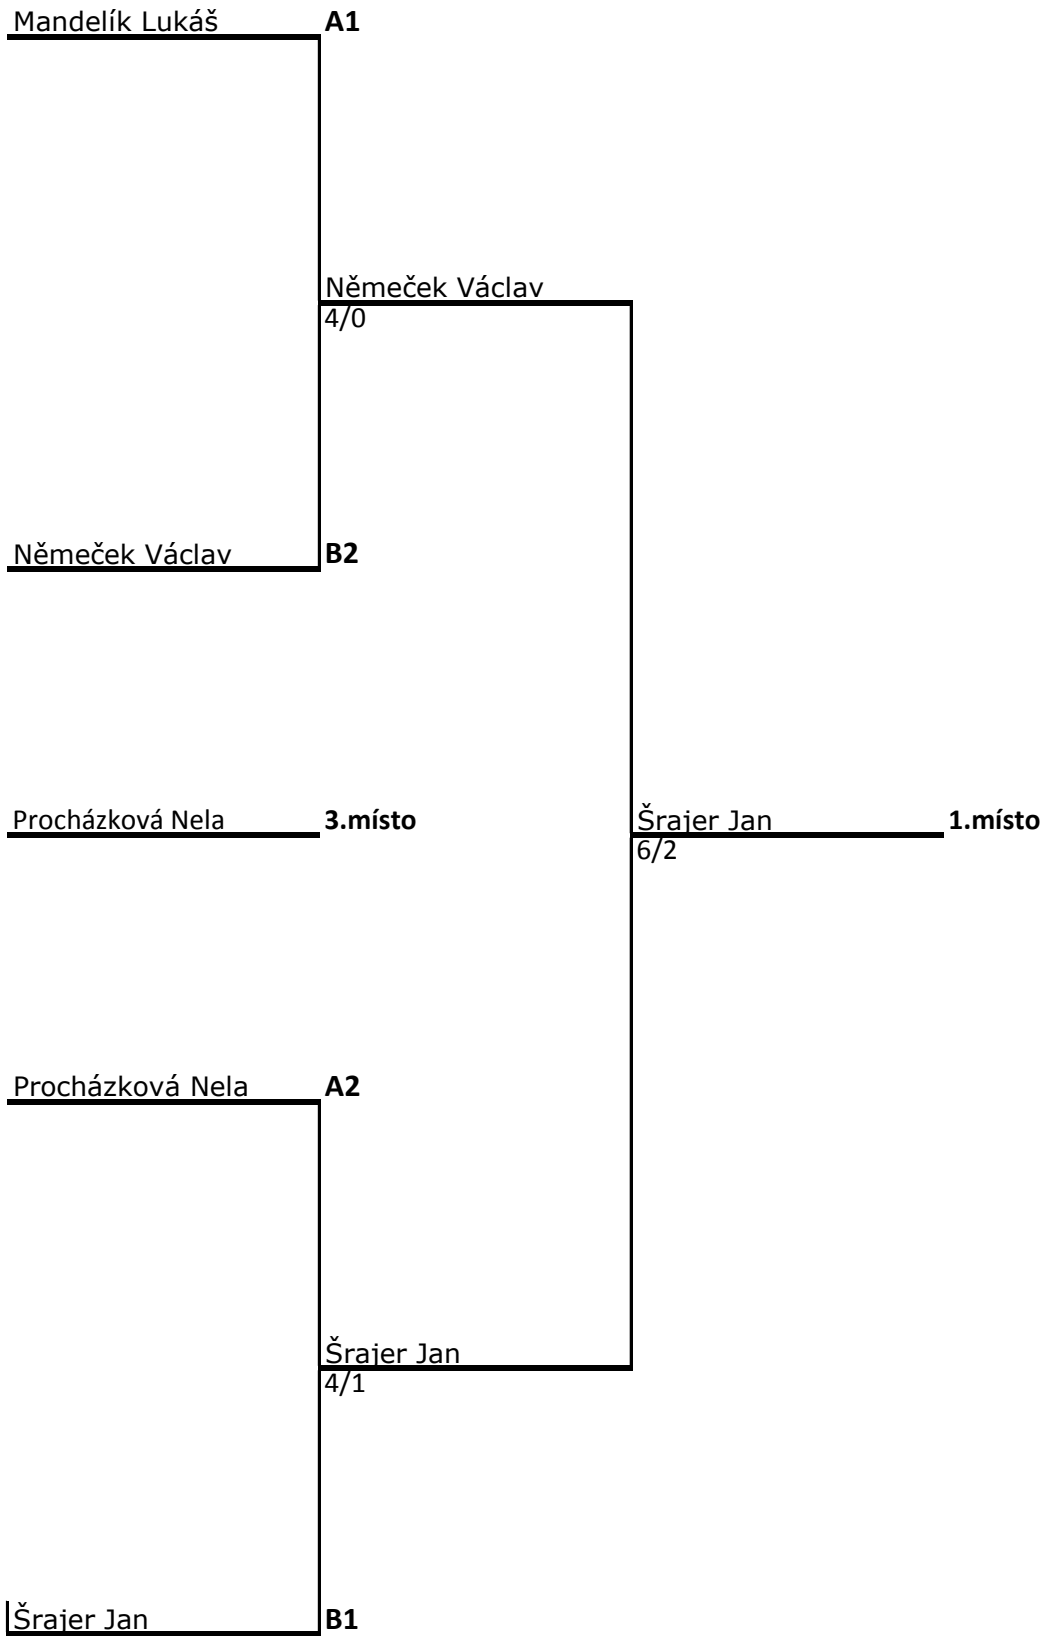 Mandelík Lukáš A1
Němeček Václav
4/0
Němeček Václav B2
Procházková Nela 3.místo Šrajer Jan 1.místo
6/2
Procházková Nela A2
Šrajer Jan
4/1
Šrajer Jan B1